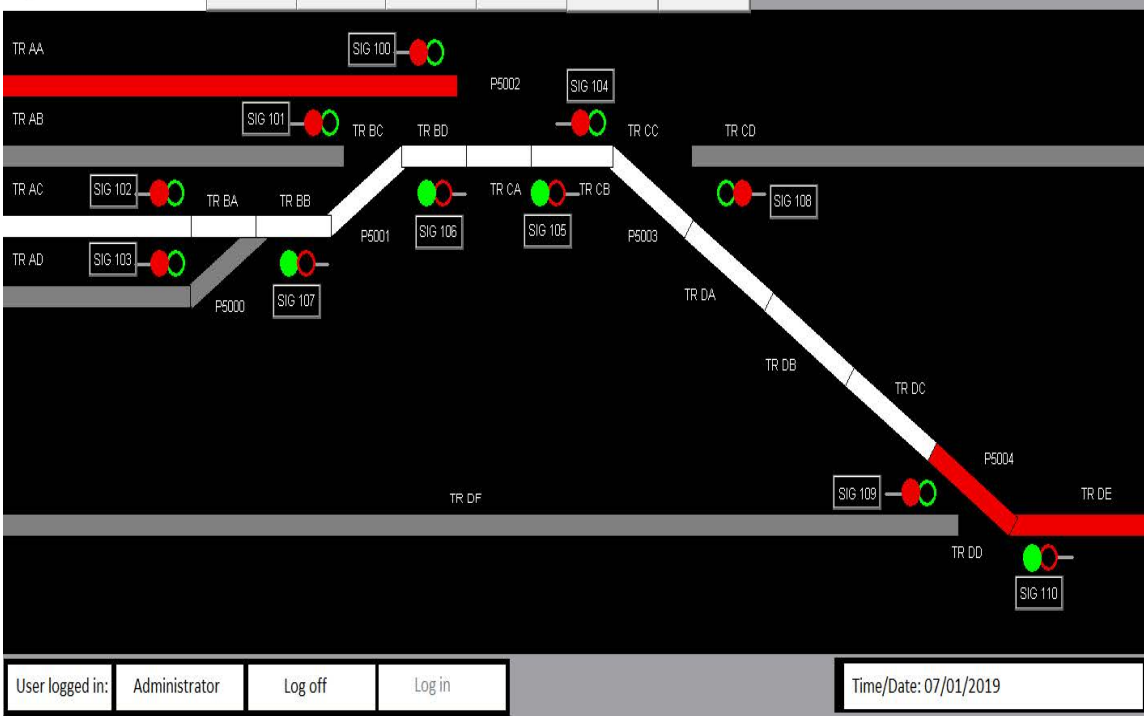 TR AA
SIG 100
P5002
SIG 104
TR AB
SIG 101
TR BC
TR BD
TR CC
TR CD
TR AC
SIG 102
TR BA
TR BB
TR CA
TR CB
SIG 108
P5001
SIG 106
SIG 105
P5003
TR AD
SIG 103
P5000
SIG 107
TR DA
TR DB
TR DC
P5004
SIG 109
TR DE
TR DF
TR DD
SIG 110
User logged in: Administrator Log off Log in
Time/Date: 07/01/2019